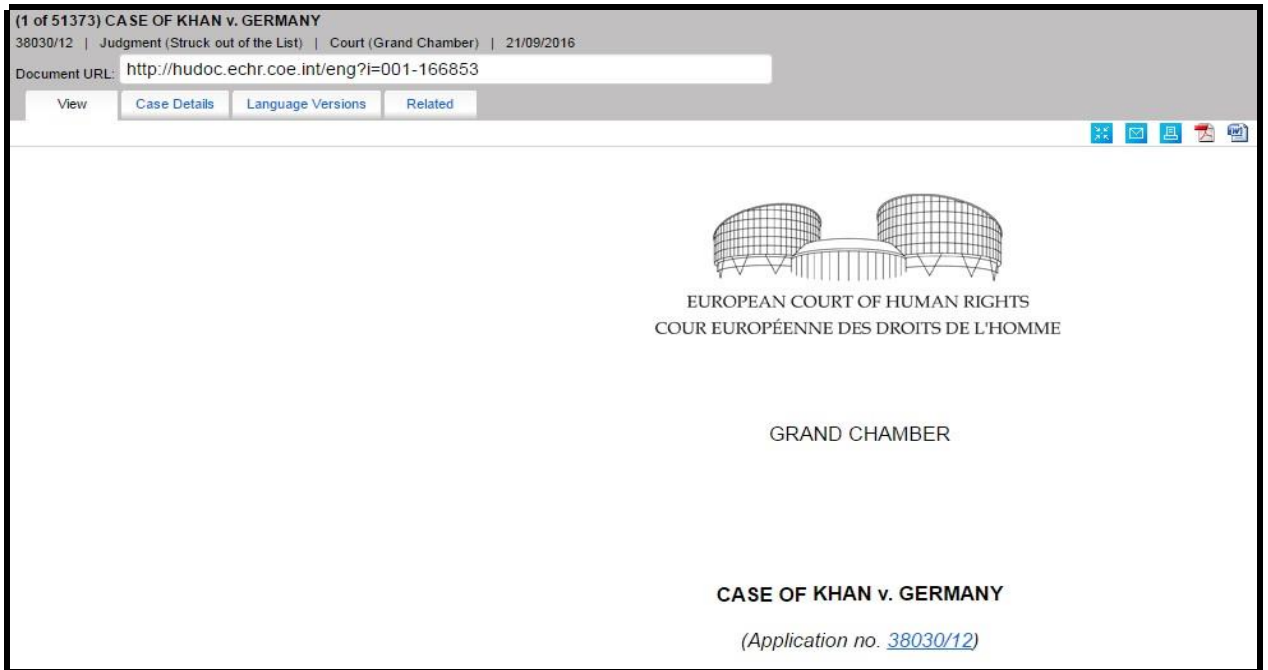 (1 of 51373) CASE OF KHAN v. GERMANY
38030/12 | Judgment (Struck out of the List) | Court (Grand Chamber) | 21/09/2016
Document URL: http://hudoc.echr.coe.int/eng?i=001-166853
View Case Details Language Versions Related
EUROPEAN COURT OF HUMAN RIGHTS
COUR EUROPÉENNE DES DROITS DE L'HOMME
GRAND CHAMBER
CASE OF KHAN v. GERMANY
(Application no. 38030/12)